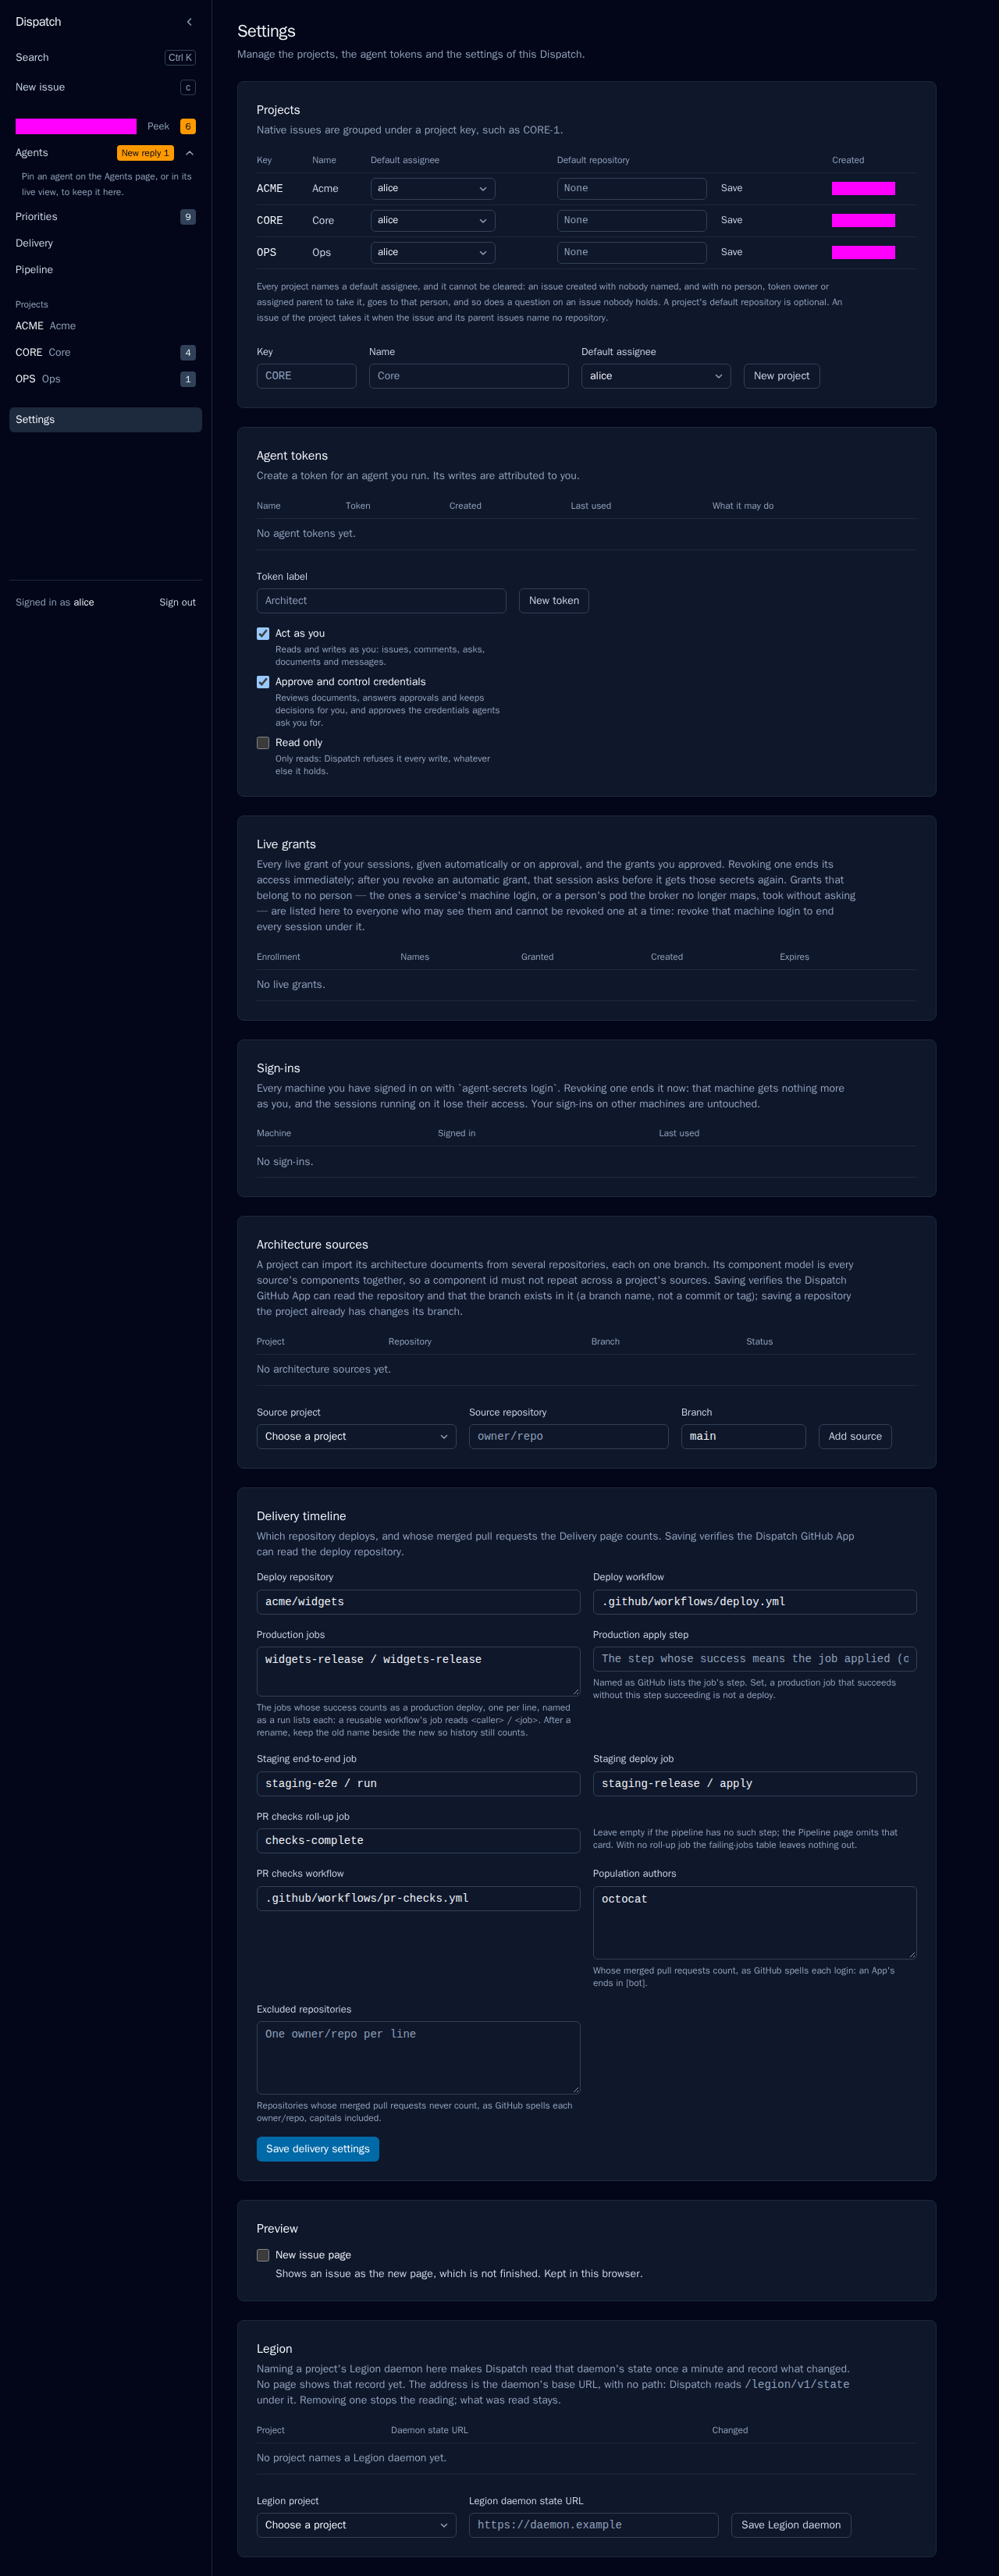 Dispatch
Search
Ctrl K
New issue
c
Peek
6
Agents
New reply 1
Pin an agent on the Agents page, or in its
live view, to keep it here.
Priorities
9
Delivery
Pipeline
Projects
ACME Acme
CORE Core
4
OPS Ops
1
Settings
Signed in as alice
Sign out
Settings
Manage the projects, the agent tokens and the settings of this Dispatch.
Projects
Native issues are grouped under a project key, such as CORE-1.
Key Name Default assignee Default repository Created
ACME Acme alice None Save
CORE Core alice None Save
OPS Ops alice None Save
Every project names a default assignee, and it cannot be cleared: an issue created with nobody named, and with no person, token owner or
assigned parent to take it, goes to that person, and so does a question on an issue nobody holds. A project's default repository is optional. An
issue of the project takes it when the issue and its parent issues name no repository.
Key Name Default assignee
CORE Core alice New project
Agent tokens
Create a token for an agent you run. Its writes are attributed to you.
Name Token Created Last used What it may do
No agent tokens yet.
Token label
Architect New token
Act as you
Reads and writes as you: issues, comments, asks,
documents and messages.
Approve and control credentials
Reviews documents, answers approvals and keeps
decisions for you, and approves the credentials agents
ask you for.
Read only
Only reads: Dispatch refuses it every write, whatever
else it holds.
Live grants
Every live grant of your sessions, given automatically or on approval, and the grants you approved. Revoking one ends its
access immediately; after you revoke an automatic grant, that session asks before it gets those secrets again. Grants that
belong to no person — the ones a service's machine login, or a person's pod the broker no longer maps, took without asking
— are listed here to everyone who may see them and cannot be revoked one at a time: revoke that machine login to end
every session under it.
Enrollment Names Granted Created Expires
No live grants.
Sign-ins
Every machine you have signed in on with `agent-secrets login`. Revoking one ends it now: that machine gets nothing more
as you, and the sessions running on it lose their access. Your sign-ins on other machines are untouched.
Machine Signed in Last used
No sign-ins.
Architecture sources
A project can import its architecture documents from several repositories, each on one branch. Its component model is every
source's components together, so a component id must not repeat across a project's sources. Saving verifies the Dispatch
GitHub App can read the repository and that the branch exists in it (a branch name, not a commit or tag); saving a repository
the project already has changes its branch.
Project Repository Branch Status
No architecture sources yet.
Source project Source repository Branch
Choose a project owner/repo main Add source
Delivery timeline
Which repository deploys, and whose merged pull requests the Delivery page counts. Saving verifies the Dispatch GitHub App
can read the deploy repository.
Deploy repository Deploy workflow
acme/widgets .github/workflows/deploy.yml
Production jobs Production apply step
widgets-release / widgets-release The step whose success means the job applied (o
Named as GitHub lists the job's step. Set, a production job that succeeds
without this step succeeding is not a deploy.
The jobs whose success counts as a production deploy, one per line, named
as a run lists each: a reusable workflow's job reads <caller> / <job>. After a
rename, keep the old name beside the new so history still counts.
Staging end-to-end job Staging deploy job
staging-e2e / run staging-release / apply
PR checks roll-up job
checks-complete
Leave empty if the pipeline has no such step; the Pipeline page omits that
card. With no roll-up job the failing-jobs table leaves nothing out.
PR checks workflow Population authors
.github/workflows/pr-checks.yml octocat
Whose merged pull requests count, as GitHub spells each login: an App's
ends in [bot].
Excluded repositories
One owner/repo per line
Repositories whose merged pull requests never count, as GitHub spells each
owner/repo, capitals included.
Save delivery settings
Preview
New issue page
Shows an issue as the new page, which is not finished. Kept in this browser.
Legion
Naming a project's Legion daemon here makes Dispatch read that daemon's state once a minute and record what changed.
No page shows that record yet. The address is the daemon's base URL, with no path: Dispatch reads /legion/v1/state
under it. Removing one stops the reading; what was read stays.
Project Daemon state URL Changed
No project names a Legion daemon yet.
Legion project Legion daemon state URL
Choose a project https://daemon.example Save Legion daemon